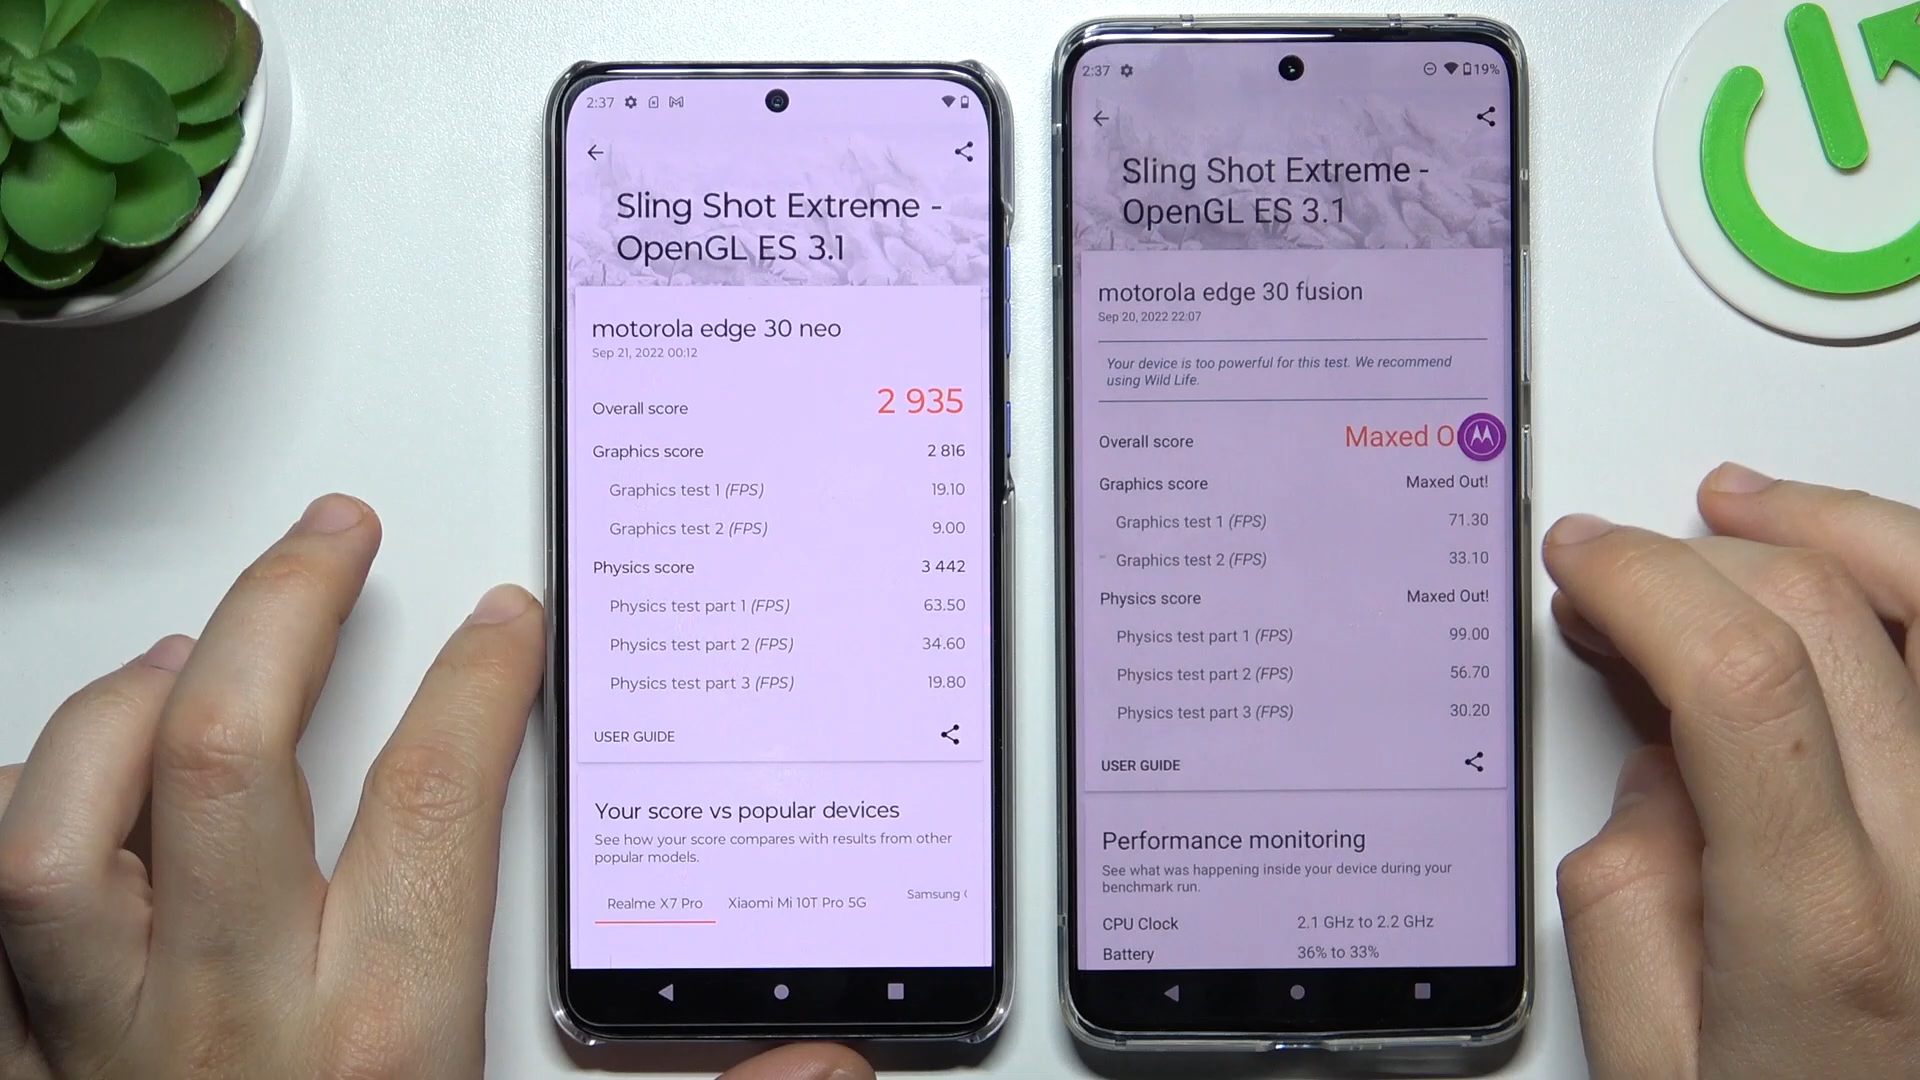 2:37
Sling Shot Extreme -
OpenGL ES 3.1
motorola edge 30 neo
Sep 21, 2022 00:12
Overall score 2 935
Graphics score 2 816
Graphics test 1 (FPS) 19.10
Graphics test 2 (FPS) 9.00
Physics score 3 442
Physics test part 1 (FPS) 63.50
Physics test part 2 (FPS) 34.60
Physics test part 3 (FPS) 19.80
USER GUIDE
Your score vs popular devices
See how your score compares with results from other
popular models.
Realme X7 Pro Xiaomi Mi 10T Pro 5G Samsung
2:37 19%
Sling Shot Extreme -
OpenGL ES 3.1
motorola edge 30 fusion
Sep 20, 2022 22:07
Your device is too powerful for this test. We recommend
using Wild Life.
Overall score Maxed O
Graphics score Maxed Out!
Graphics test 1 (FPS) 71.30
Graphics test 2 (FPS) 33.10
Physics score Maxed Out!
Physics test part 1 (FPS) 99.00
Physics test part 2 (FPS) 56.70
Physics test part 3 (FPS) 30.20
USER GUIDE
Performance monitoring
See what was happening inside your device during your
benchmark run.
CPU Clock 2.1 GHz to 2.2 GHz
Battery 36% to 33%